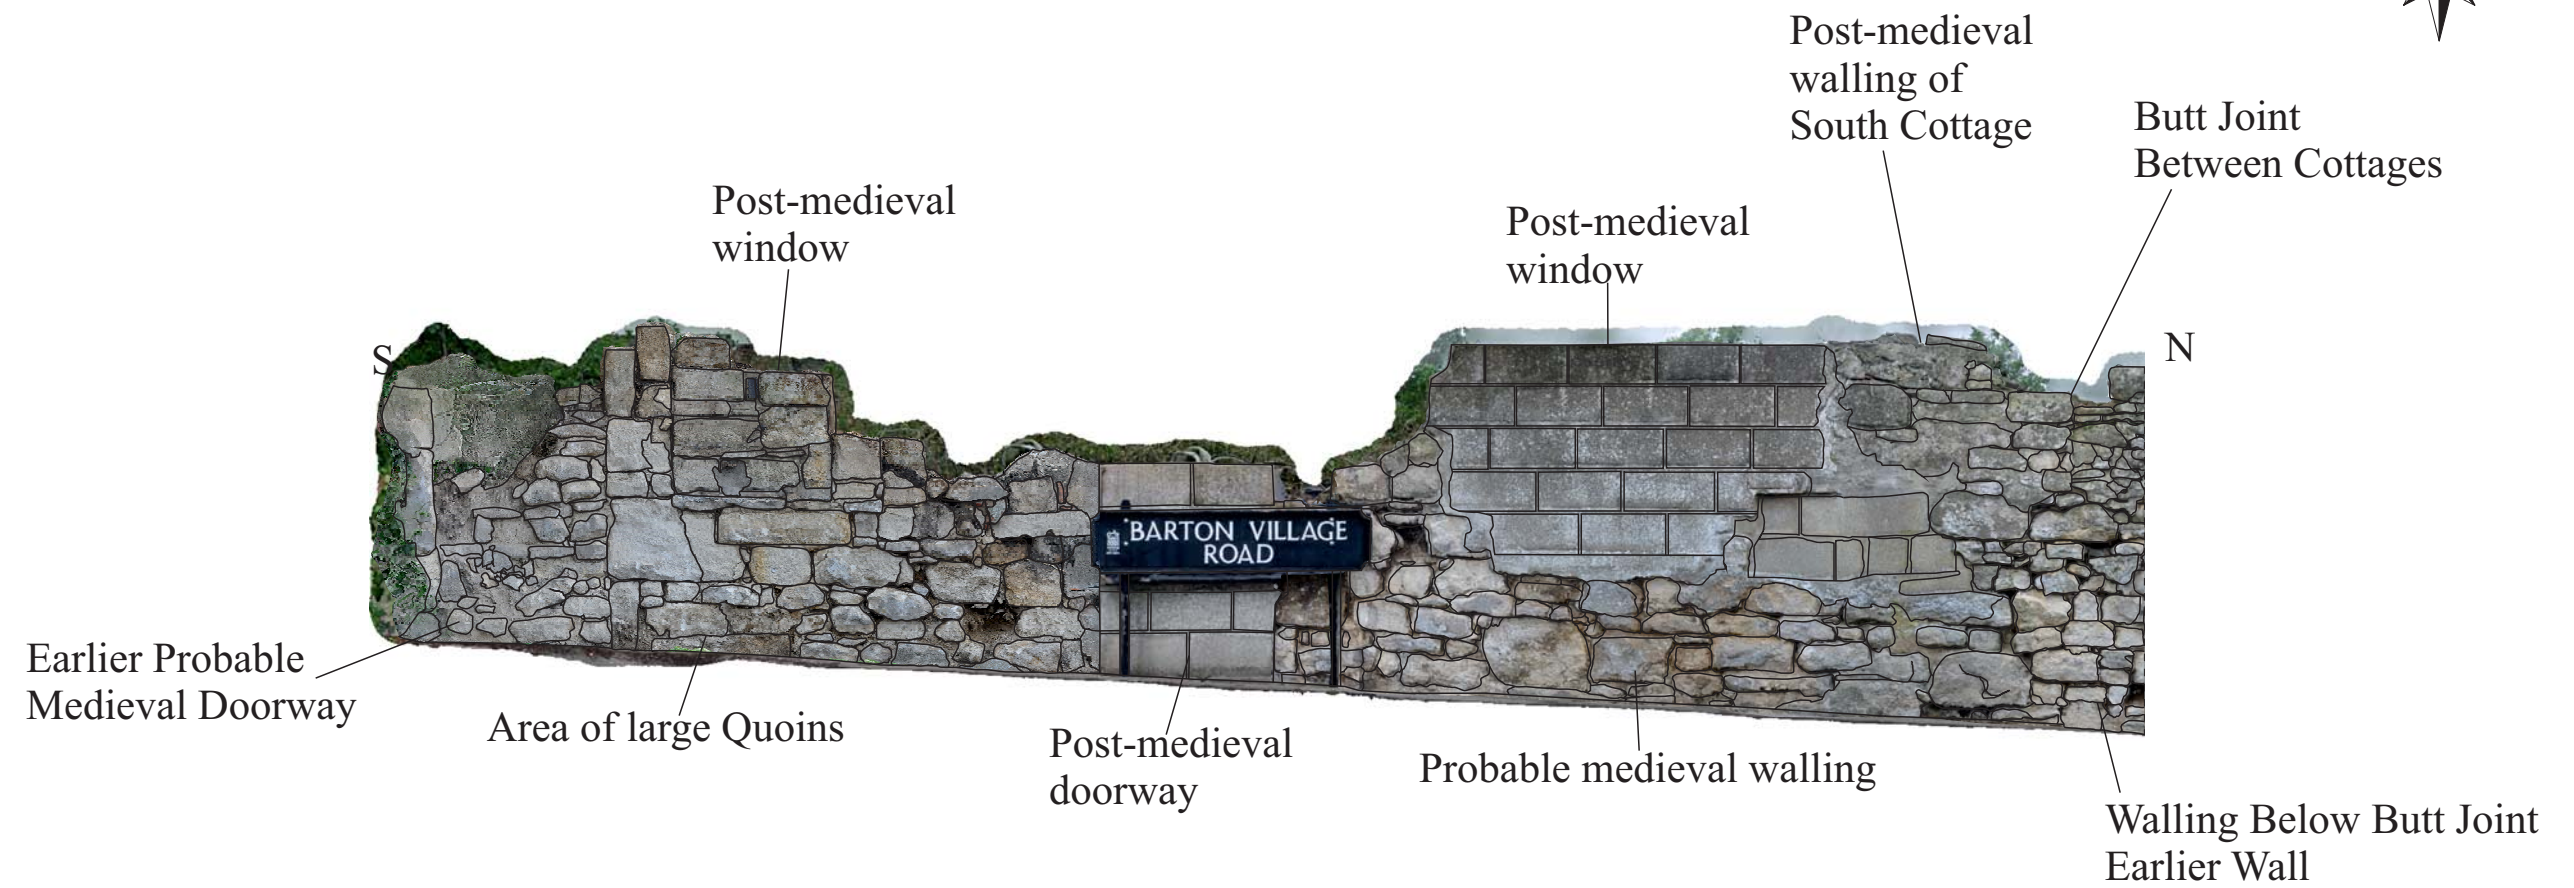 Post-medieval
walling of
South Cottage
Butt Joint
Between Cottages
Post-medieval
window
Post-medieval
window
S
N
BARTON VILLAGE
ROAD
Earlier Probable
Medieval Doorway
Area of large Quoins
Post-medieval
doorway
Probable medieval walling
Walling Below Butt Joint
Earlier Wall